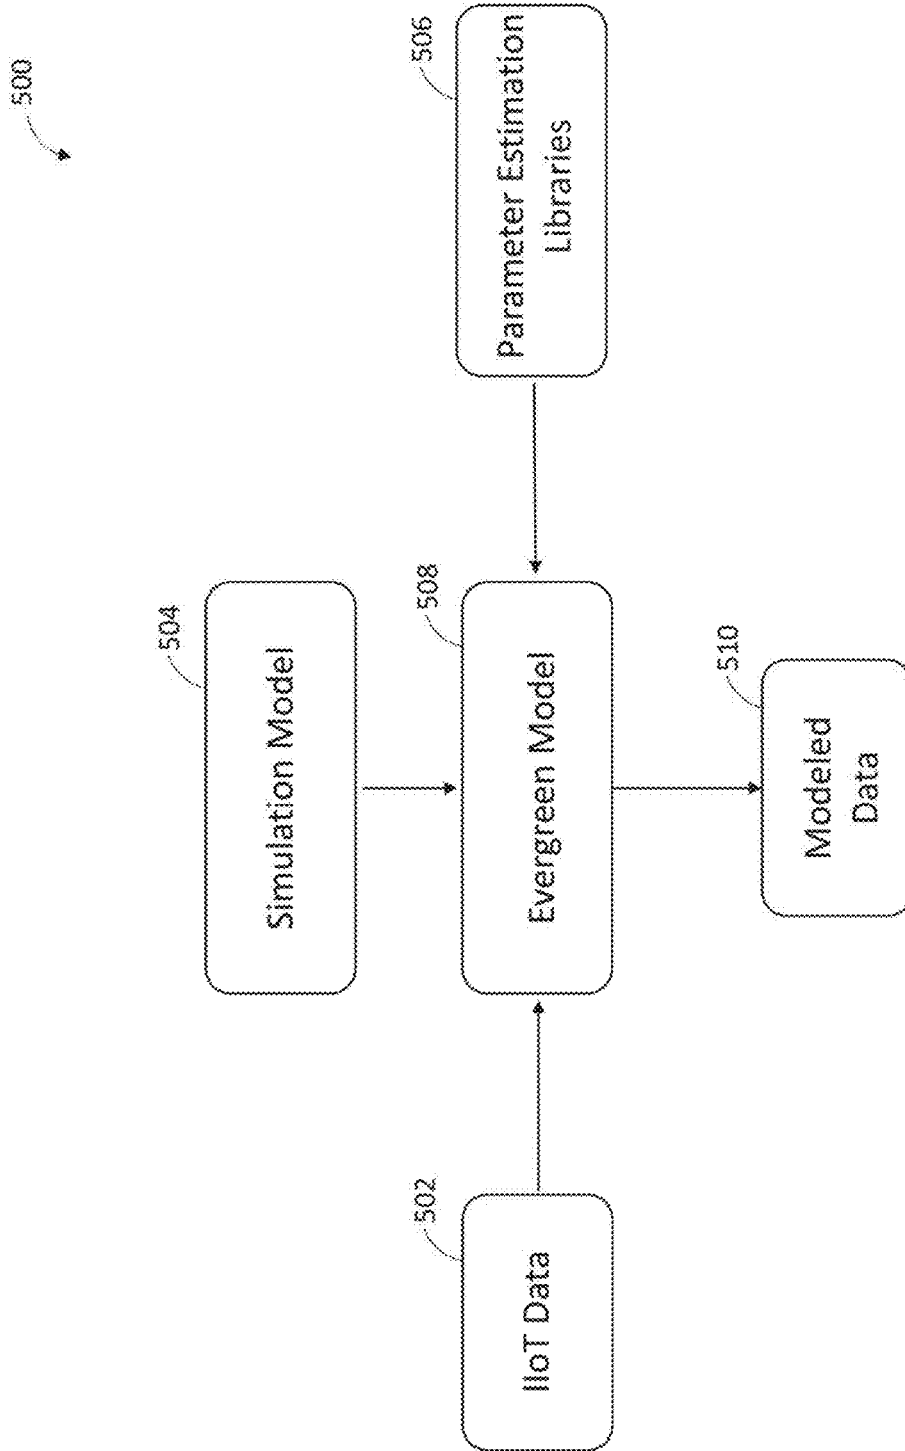 500
504
Simulation Model
502
IIoT Data
508
Evergreen Model
506
Parameter Estimation
Libraries
510
Modeled
Data